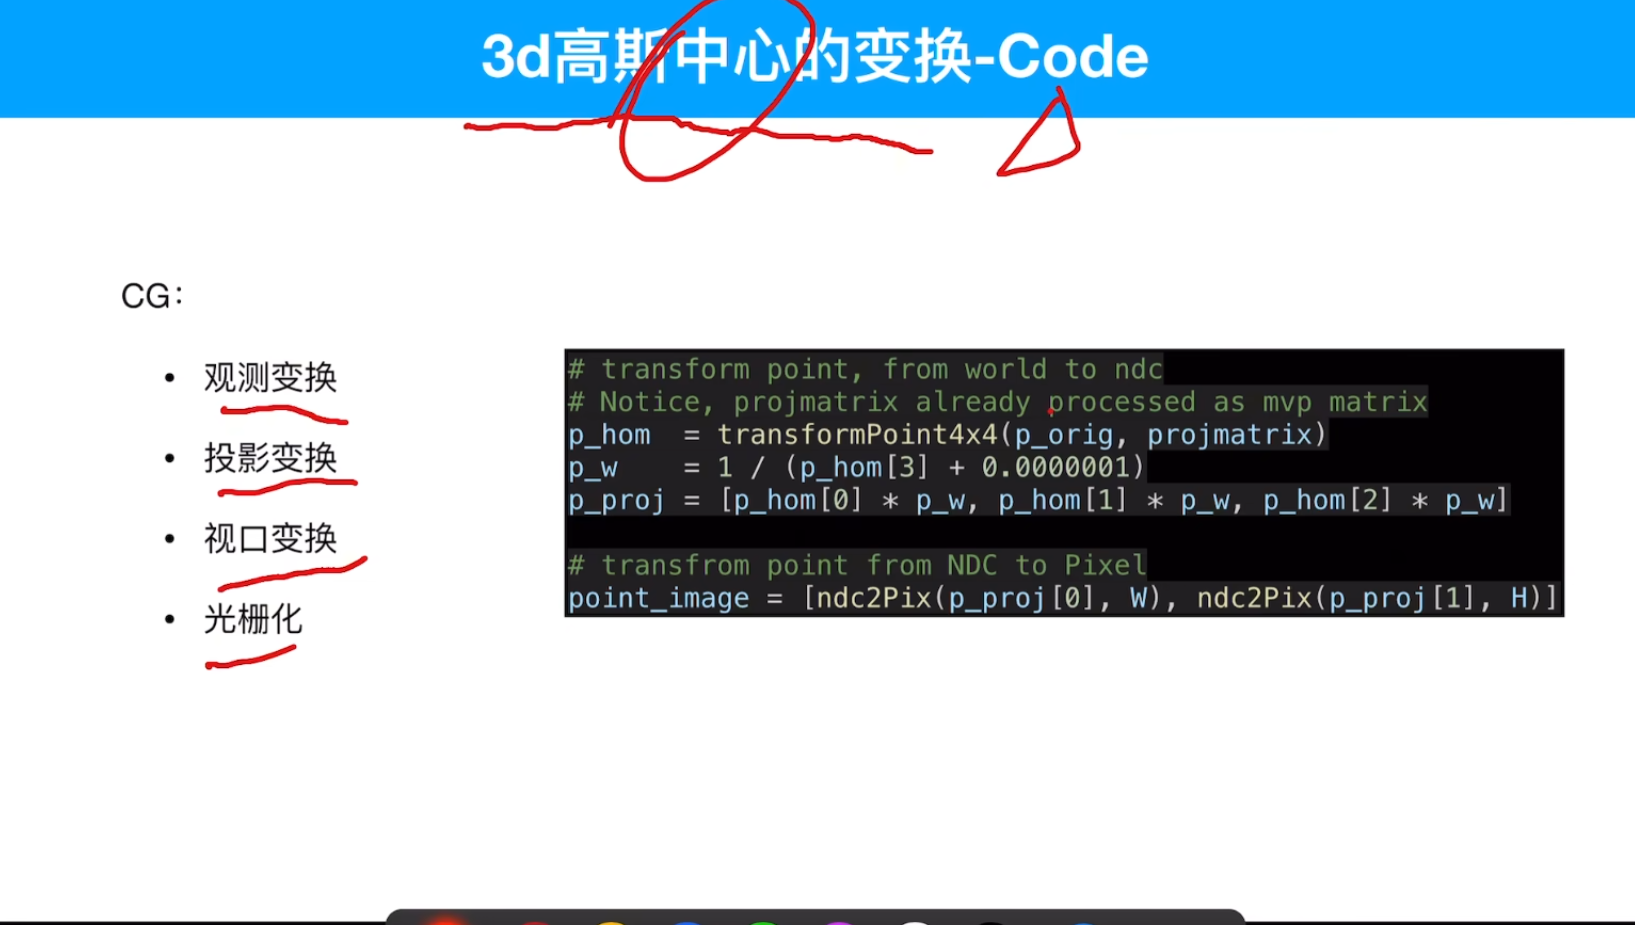 3d高斯中心的变换-Code
CG：
• 观测变换
• 投影变换
• 视口变换
• 光栅化
# transform point, from world to ndc
# Notice, projmatrix already processed as mvp matrix
p_hom  = transformPoint4x4(p_orig, projmatrix)
p_w    = 1 / (p_hom[3] + 0.0000001)
p_proj = [p_hom[0] * p_w, p_hom[1] * p_w, p_hom[2] * p_w]
# transfrom point from NDC to Pixel
point_image = [ndc2Pix(p_proj[0], W), ndc2Pix(p_proj[1], H)]